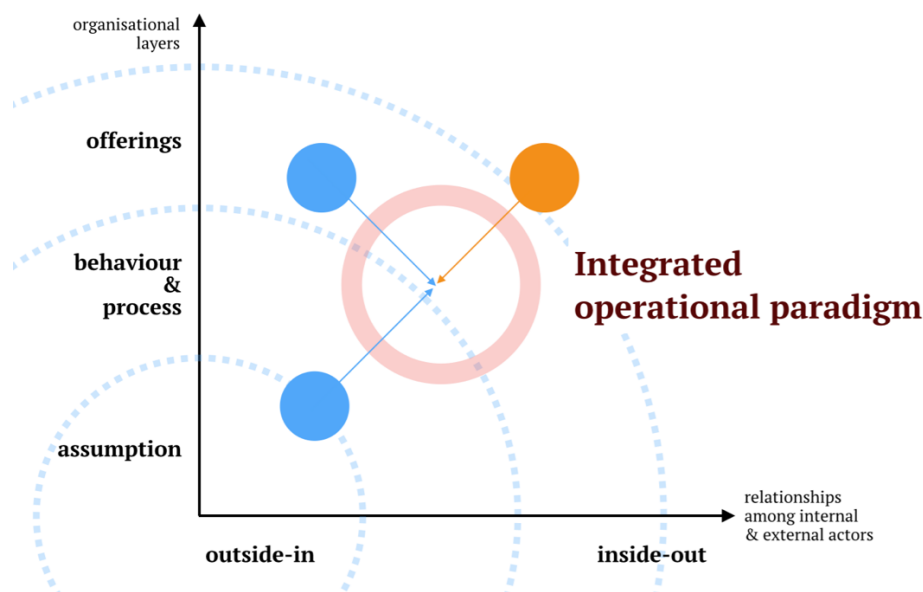 organisational
layers
offerings
behaviour
&
process
assumption
Integrated
operational paradigm
relationships
among internal
& external actors
outside-in
inside-out